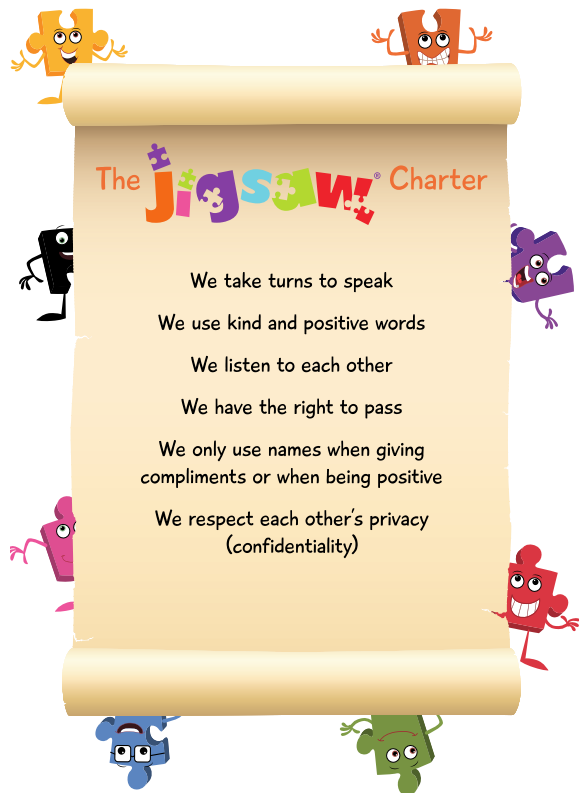 The Jigsaw® Charter
We take turns to speak
We use kind and positive words
We listen to each other
We have the right to pass
We only use names when giving
compliments or when being positive
We respect each other's privacy
(confidentiality)